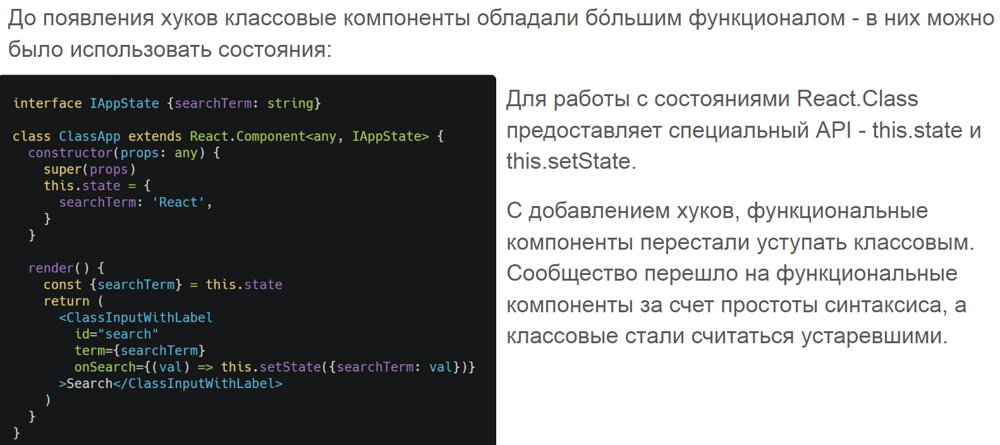 До появления хуков классовые компоненты обладали бóльшим функционалом - в них можно
было использовать состояния:
interface IAppState {searchTerm: string}
class ClassApp extends React.Component<any, IAppState> {
  constructor(props: any) {
    super(props)
    this.state = {
      searchTerm: 'React',
    }
  }
  render() {
    const {searchTerm} = this.state
    return (
      <ClassInputWithLabel
        id="search"
        term={searchTerm}
        onSearch={(val) => this.setState({searchTerm: val})}
      >Search</ClassInputWithLabel>
    )
  }
}
Для работы с состояниями React.Class
предоставляет специальный API - this.state и
this.setState.
С добавлением хуков, функциональные
компоненты перестали уступать классовым.
Сообщество перешло на функциональные
компоненты за счет простоты синтаксиса, а
классовые стали считаться устаревшими.